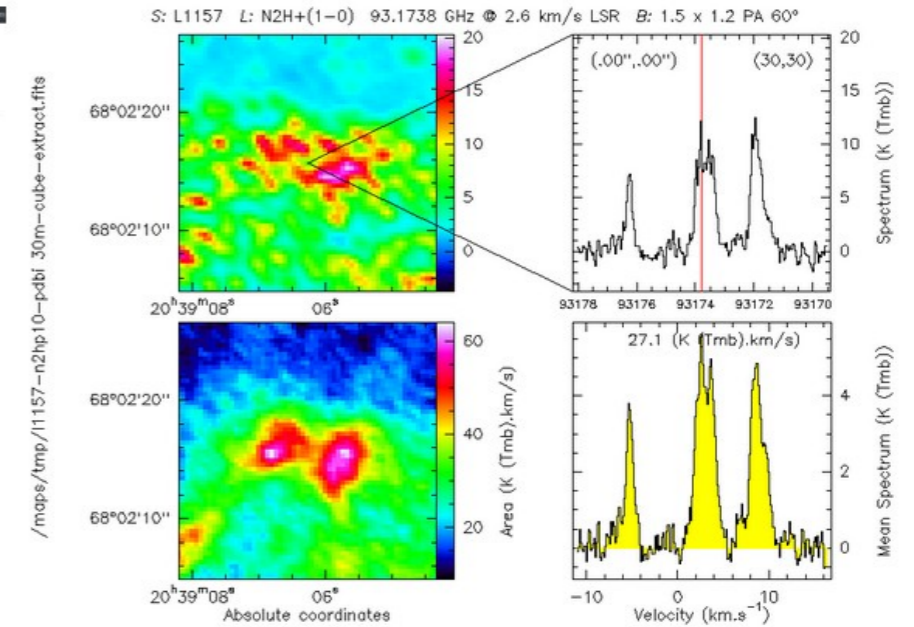 S: L1157 L: N2H+(1-0) 93.1738 GHz @ 2.6 km/s LSR B: 1.5 x 1.2 PA 60°
/maps/tmp/l1157-n2hp10-pdbi 30m-cube-extract.fits
68°02'20"
68°02'10"
20ʰ39ᵐ08ˢ 06ˢ
20
15
10
5
0
(.00",.00") (30,30)
20
15
10
5
0
Spectrum (K (Tmb))
93178 93176 93174 93172 93170
68°02'20"
68°02'10"
20ʰ39ᵐ08ˢ 06ˢ
Absolute coordinates
60
40
20
Area (K (Tmb).km/s)
27.1 (K (Tmb).km/s)
4
2
0
Mean Spectrum (K (Tmb))
-10 0 10
Velocity (km.s⁻¹)